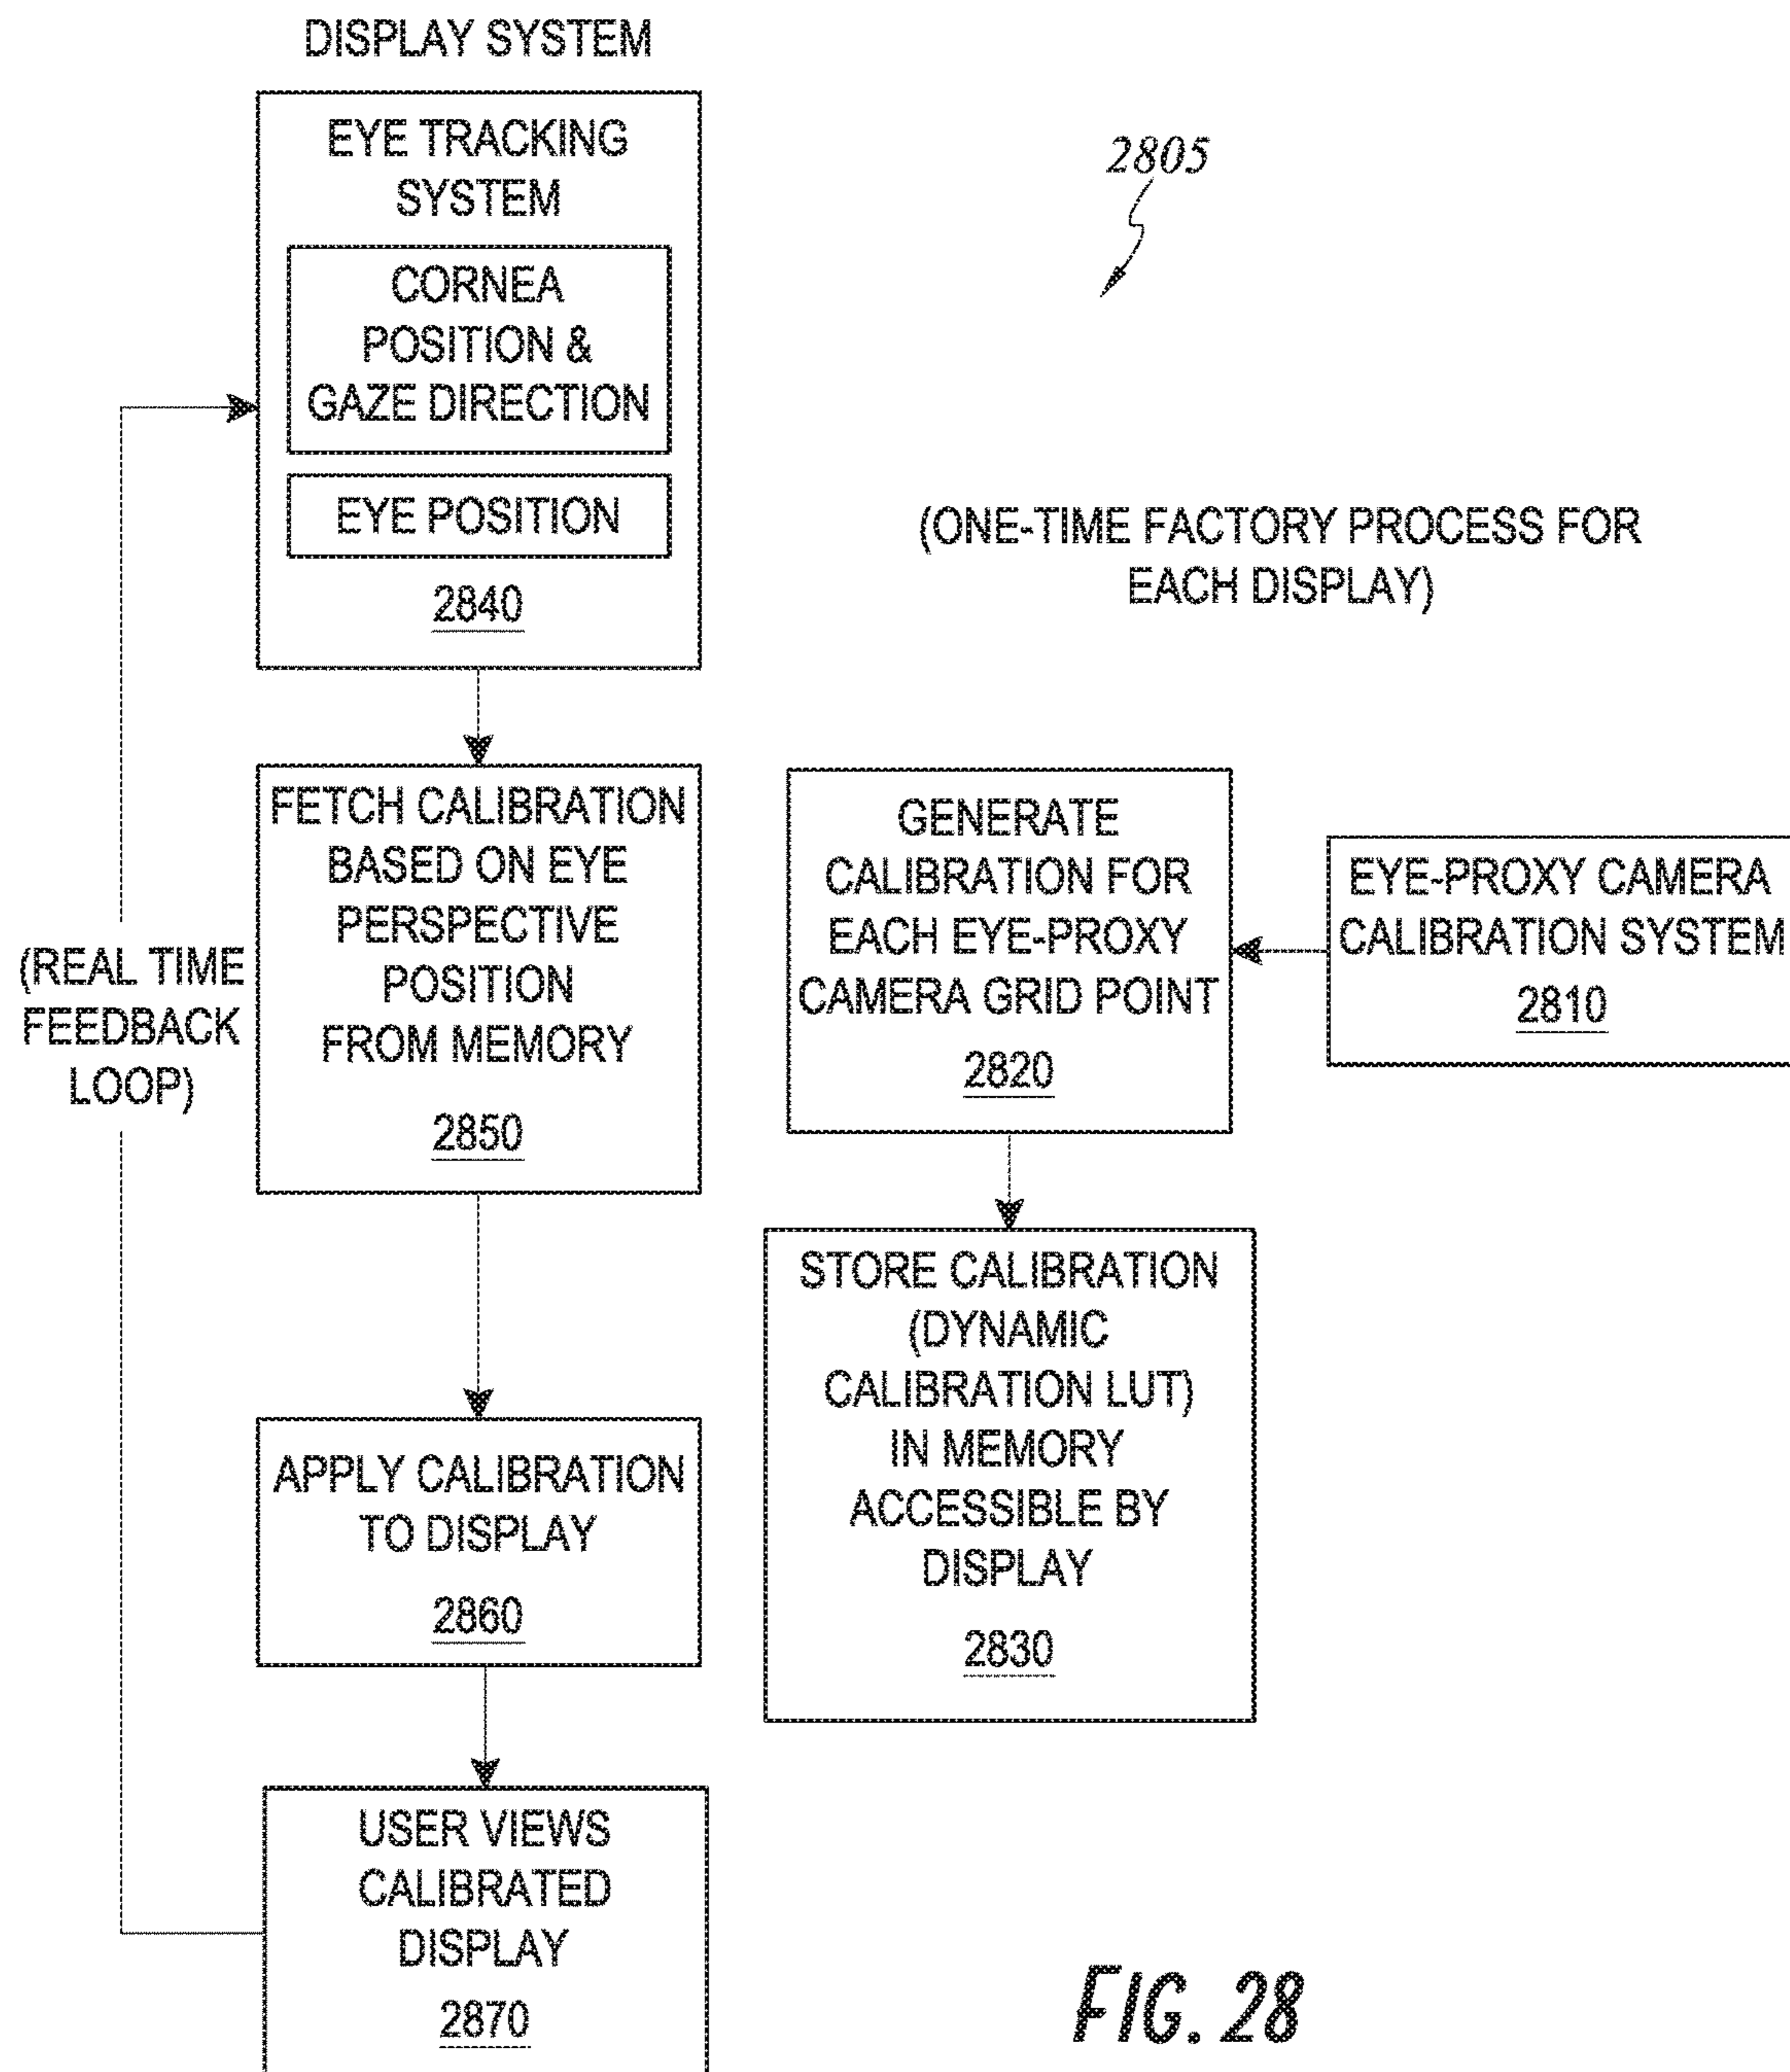 DISPLAY SYSTEM
EYE TRACKING
SYSTEM
CORNEA
POSITION &
GAZE DIRECTION
EYE POSITION
2840
2805
(ONE-TIME FACTORY PROCESS FOR
EACH DISPLAY)
(REAL TIME
FEEDBACK
LOOP)
FETCH CALIBRATION
BASED ON EYE
PERSPECTIVE
POSITION
FROM MEMORY
2850
GENERATE
CALIBRATION FOR
EACH EYE-PROXY
CAMERA GRID POINT
2820
EYE-PROXY CAMERA
CALIBRATION SYSTEM
2810
STORE CALIBRATION
(DYNAMIC
CALIBRATION LUT)
IN MEMORY
ACCESSIBLE BY
DISPLAY
2830
APPLY CALIBRATION
TO DISPLAY
2860
USER VIEWS
CALIBRATED
DISPLAY
2870
FIG. 28